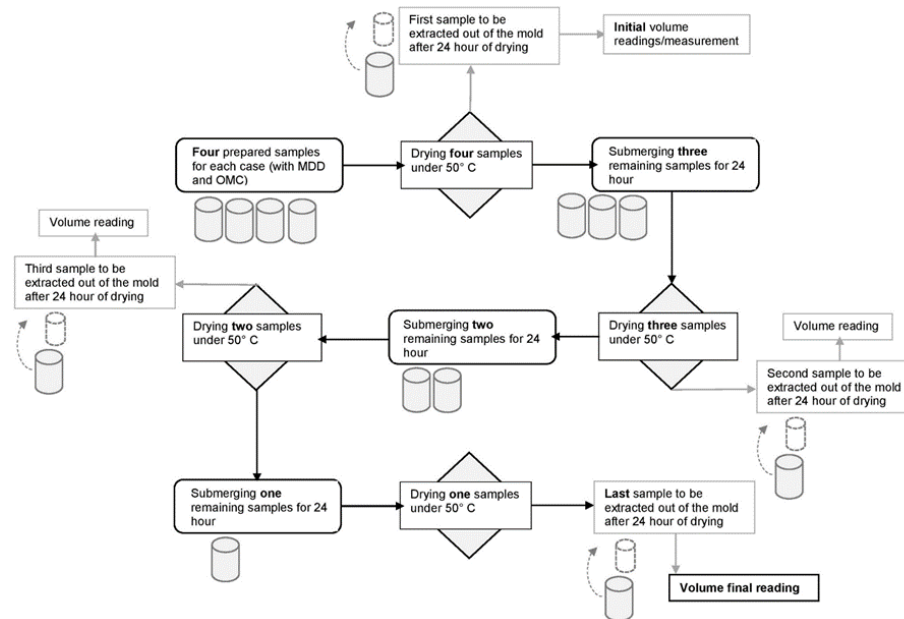 First sample to be
extracted out of the mold
after 24 hour of drying
Initial volume
readings/measurement
Four prepared samples
for each case (with MDD
and OMC)
Drying four samples
under 50° C
Submerging three
remaining samples for 24
hour
Volume reading
Third sample to be
extracted out of the mold
after 24 hour of drying
Drying two samples
under 50° C
Submerging two
remaining samples for 24
hour
Drying three samples
under 50° C
Volume reading
Second sample to be
extracted out of the mold
after 24 hour of drying
Submerging one
remaining samples for 24
hour
Drying one samples
under 50° C
Last sample to be
extracted out of the mold
after 24 hour of drying
Volume final reading